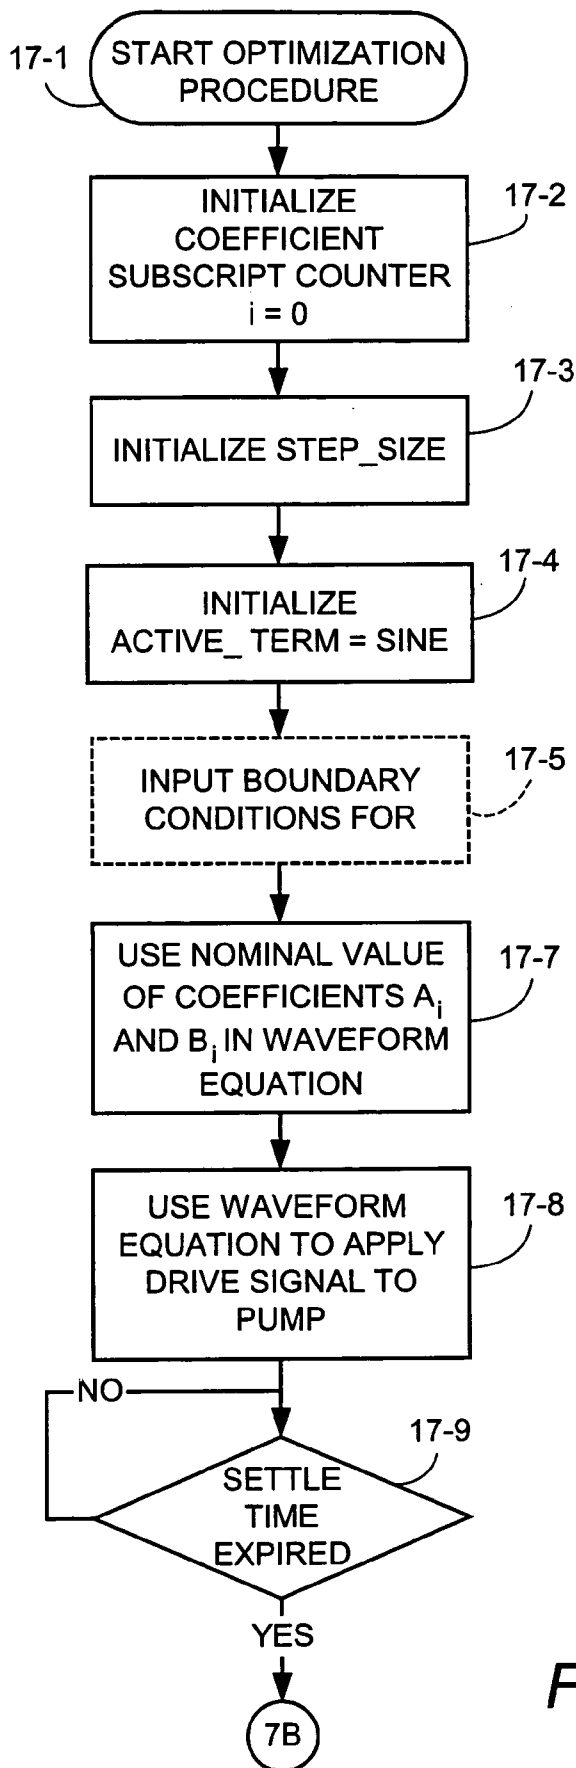 17-1
START OPTIMIZATION
PROCEDURE
17-2
INITIALIZE
COEFFICIENT
SUBSCRIPT COUNTER
i = 0
17-3
INITIALIZE STEP_SIZE
17-4
INITIALIZE
ACTIVE_ TERM = SINE
17-5
INPUT BOUNDARY
CONDITIONS FOR
17-7
USE NOMINAL VALUE
OF COEFFICIENTS Ai
AND Bi IN WAVEFORM
EQUATION
17-8
USE WAVEFORM
EQUATION TO APPLY
DRIVE SIGNAL TO
PUMP
NO
17-9
SETTLE
TIME
EXPIRED
YES
7B
F